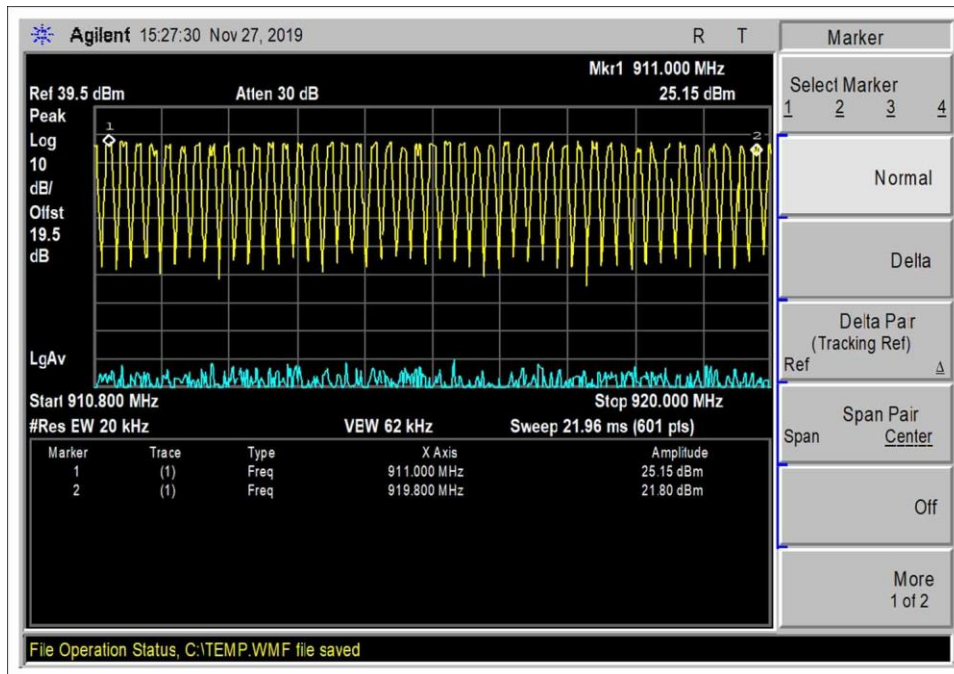 Agilent 15:27:30 Nov 27, 2019 R T
Mkr1 911.000 MHz
Ref 39.5 dBm Atten 30 dB 25.15 dBm
Peak
Log
10
dB/
Offst
19.5
dB
1
2
LgAv
Start 910.800 MHz Stop 920.000 MHz
#Res EW 20 kHz VEW 62 kHz Sweep 21.96 ms (601 pts)
Marker Trace Type X Axis Amplitude
1 (1) Freq 911.000 MHz 25.15 dBm
2 (1) Freq 919.800 MHz 21.80 dBm
File Operation Status, C:\TEMP.WMF file saved
Marker
Select Marker
1 2 3 4
Normal
Delta
Delta Pair
(Tracking Ref)
Ref Δ
Span Pair
Span Center
Off
More
1 of 2